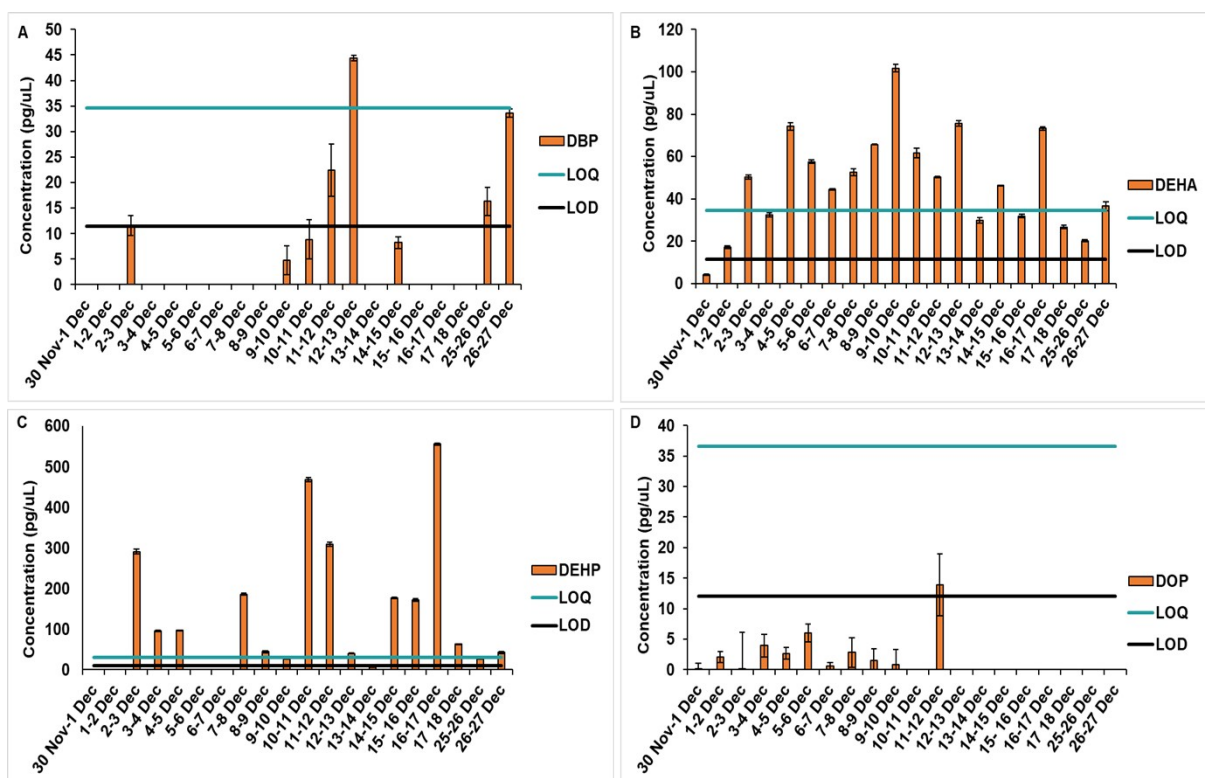 A
Concentration (pg/uL)
50
45
40
35
30
25
20
15
10
5
0
30 Nov-1 Dec
1-2 Dec
2-3 Dec
3-4 Dec
4-5 Dec
5-6 Dec
6-7 Dec
7-8 Dec
8-9 Dec
9-10 Dec
10-11 Dec
11-12 Dec
12-13 Dec
13-14 Dec
14-15 Dec
15- 16 Dec
16-17 Dec
17 18 Dec
25-26 Dec
26-27 Dec
DBP
LOQ
LOD
B
Concentration (pg/uL)
120
100
80
60
40
20
0
30 Nov-1 Dec
1-2 Dec
2-3 Dec
3-4 Dec
4-5 Dec
5-6 Dec
6-7 Dec
7-8 Dec
8-9 Dec
9-10 Dec
10-11 Dec
11-12 Dec
12-13 Dec
13-14 Dec
14-15 Dec
15- 16 Dec
16-17 Dec
17 18 Dec
25-26 Dec
26-27 Dec
DEHA
LOQ
LOD
C
Concentration (pg/uL)
600
500
400
300
200
100
0
30 Nov-1 Dec
1-2 Dec
2-3 Dec
3-4 Dec
4-5 Dec
5-6 Dec
6-7 Dec
7-8 Dec
8-9 Dec
9-10 Dec
10-11 Dec
11-12 Dec
12-13 Dec
13-14 Dec
14-15 Dec
15- 16 Dec
16-17 Dec
17 18 Dec
25-26 Dec
26-27 Dec
DEHP
LOQ
LOD
D
Concentration (pg/uL)
40
35
30
25
20
15
10
5
0
30 Nov-1 Dec
1-2 Dec
2-3 Dec
3-4 Dec
4-5 Dec
5-6 Dec
6-7 Dec
7-8 Dec
8-9 Dec
9-10 Dec
10-11 Dec
11-12 Dec
12-13 Dec
13-14 Dec
14-15 Dec
15- 16 Dec
16-17 Dec
17 18 Dec
25-26 Dec
26-27 Dec
DOP
LOQ
LOD